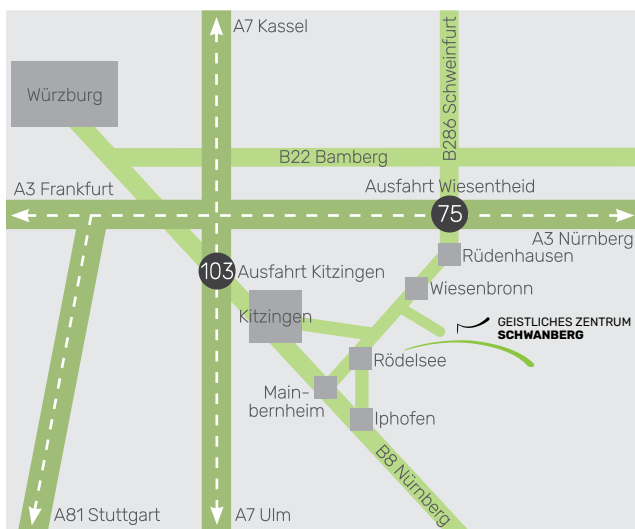 A7 Kassel
B286 Schweinfurt
Würzburg
B22 Bamberg
A3 Frankfurt
Ausfahrt Wiesentheid
75
A3 Nürnberg
Rüdenhausen
103
Ausfahrt Kitzingen
Wiesenbronn
Kitzingen
GEISTLICHES ZENTRUM
SCHWANBERG
Rödelsee
Main-
bernheim
Iphofen
B8 Nürnberg
A81 Stuttgart
A7 Ulm